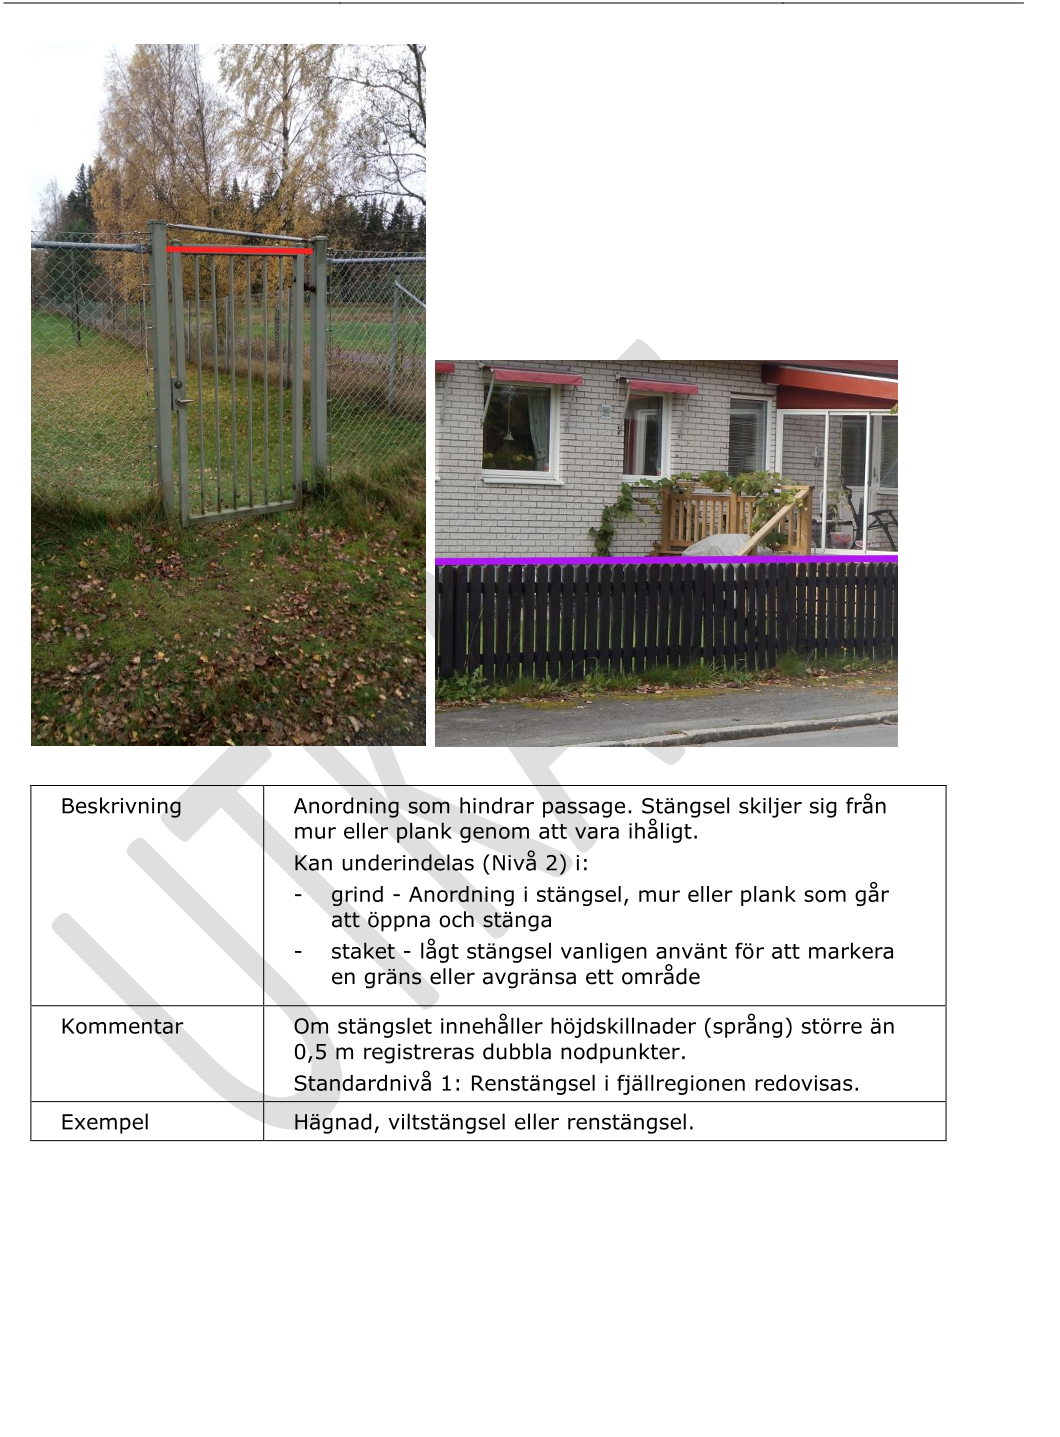 UTKA
Beskrivning
Anordning som hindrar passage. Stängsel skiljer sig från
mur eller plank genom att vara ihåligt.
Kan underindelas (Nivå 2) i:
- grind - Anordning i stängsel, mur eller plank som går
att öppna och stänga
- staket - lågt stängsel vanligen använt för att markera
en gräns eller avgränsa ett område
Kommentar
Om stängslet innehåller höjdskillnader (språng) större än
0,5 m registreras dubbla nodpunkter.
Standardnivå 1: Renstängsel i fjällregionen redovisas.
Exempel
Hägnad, viltstängsel eller renstängsel.